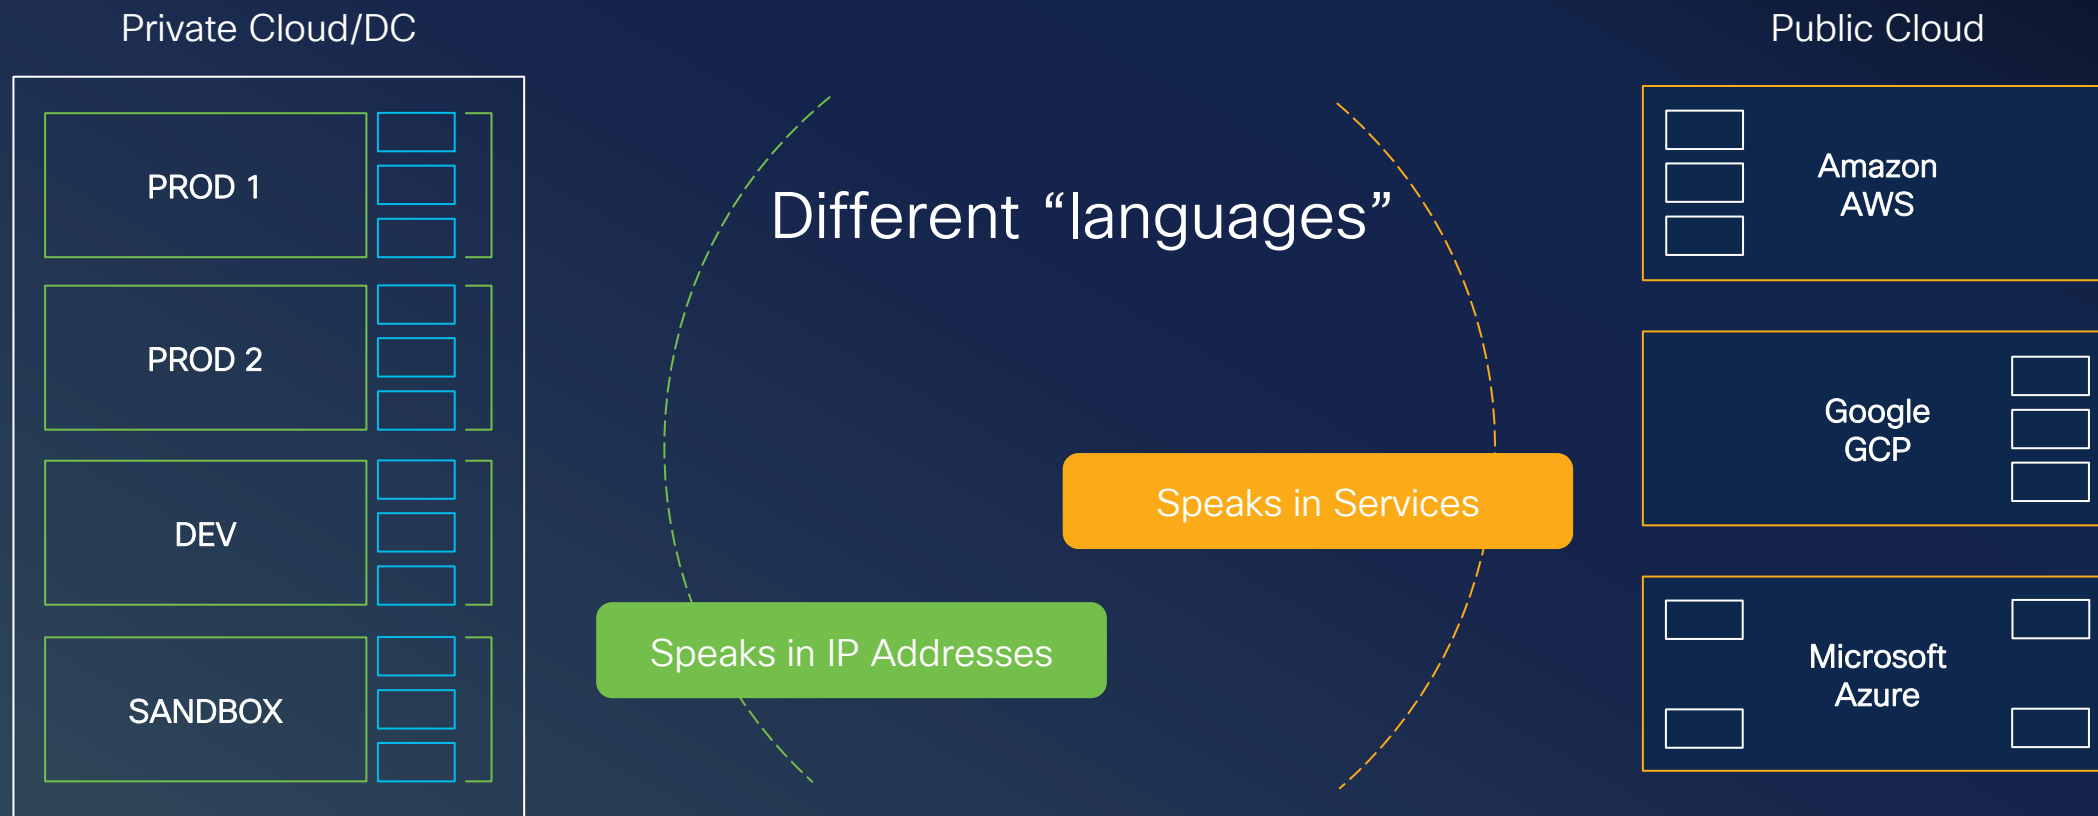 Private Cloud/DC
PROD 1
PROD 2
DEV
SANDBOX
Different “languages”
Speaks in Services
Speaks in IP Addresses
Public Cloud
Amazon
AWS
Google
GCP
Microsoft
Azure